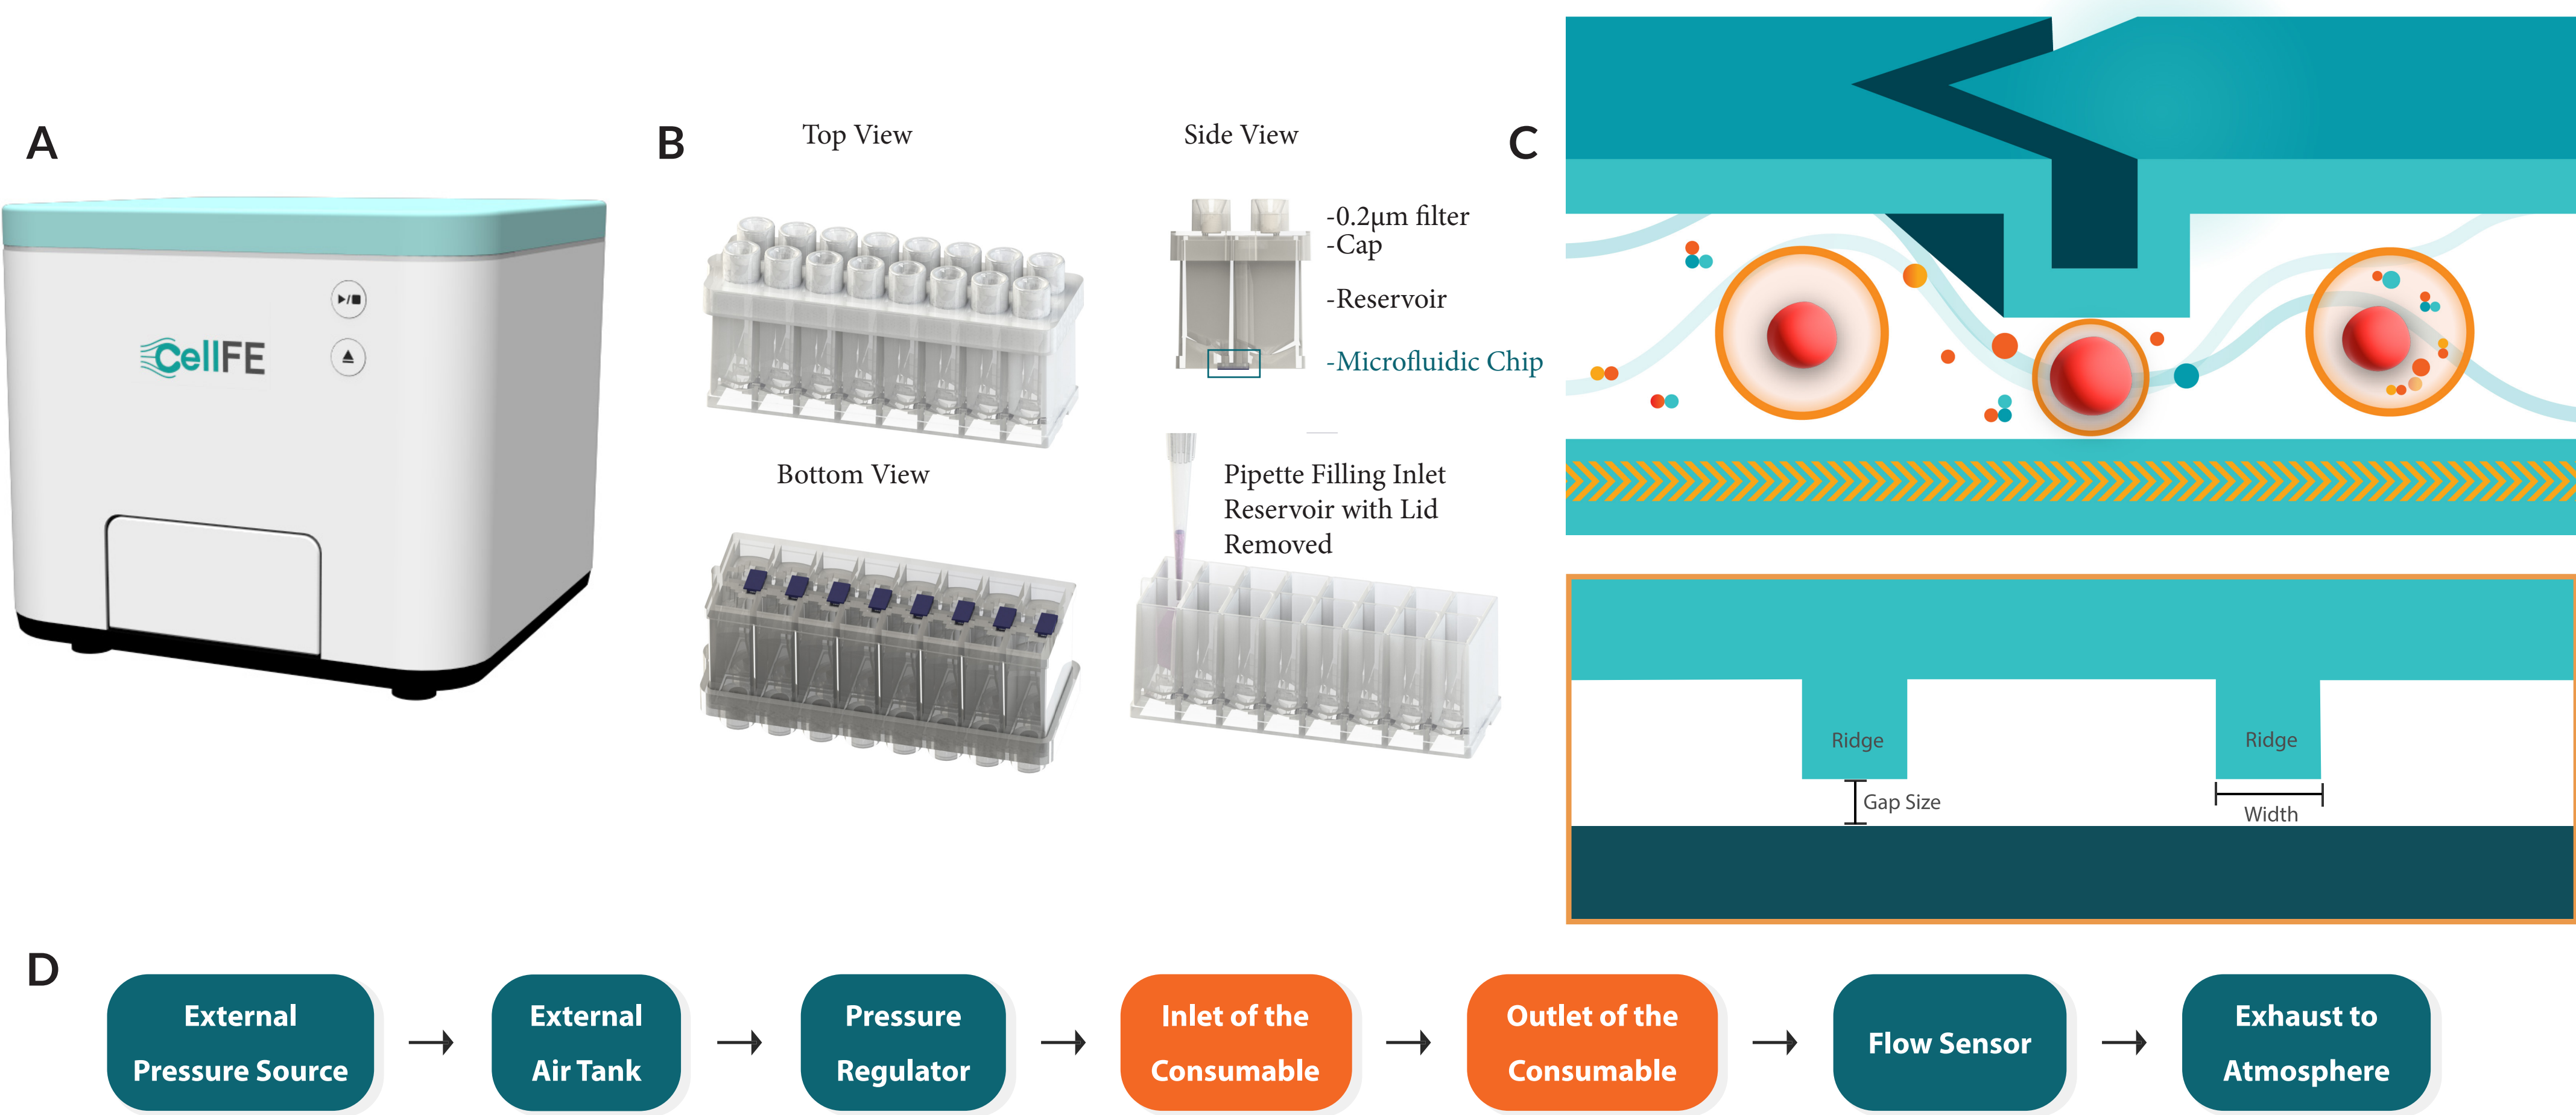 A
CellFE
B
Top View
Side View
-0.2µm filter
-Cap
-Reservoir
-Microfluidic Chip
Bottom View
Pipette Filling Inlet
Reservoir with Lid
Removed
C
Ridge
Ridge
Gap Size
Width
D
External
Pressure Source
External
Air Tank
Pressure
Regulator
Inlet of the
Consumable
Outlet of the
Consumable
Flow Sensor
Exhaust to
Atmosphere